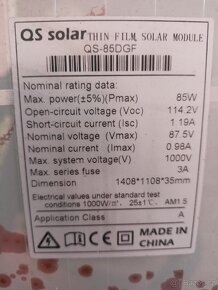 QS solar THIN FILM SOLAR MODULE
QS-85DGF
Nominal rating data:
Max. power(±5%)(Pmax) 85W
Open-circuit voltage (Voc) 114.2V
Short-circuit current (Isc) 1.19A
Nominal voltage (Vmax) 87.5V
Nominal current (Imax) 0.98A
Max. system voltage(V) 1000V
Max. series fuse 3A
Dimension 1408*1108*35mm
Electrical values under standard test
conditions 1000W/m², 25±1℃, AM1.5
Application Class A
MADE IN
CHINA